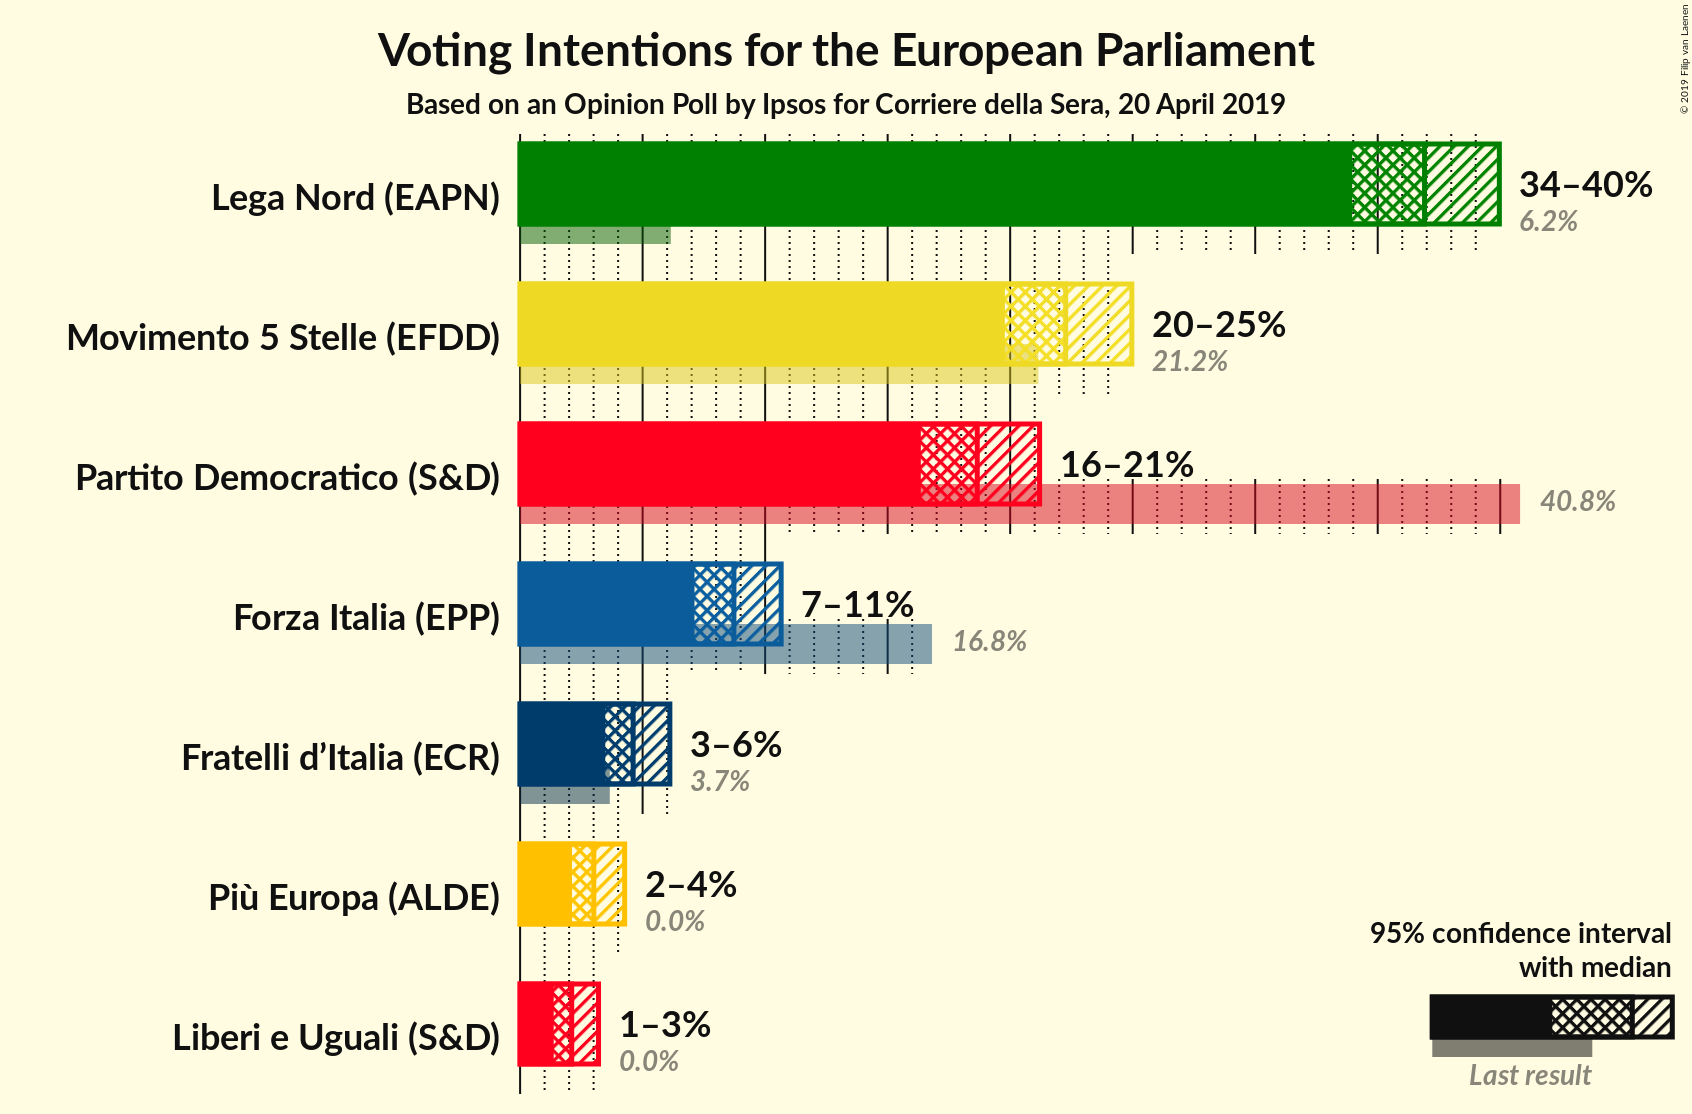 Voting Intentions for the European Parliament
Based on an Opinion Poll by Ipsos for Corriere della Sera, 20 April 2019
© 2019 Filip van Laenen
Lega Nord (EAPN)
34–40%
6.2%
Movimento 5 Stelle (EFDD)
20–25%
21.2%
Partito Democratico (S&D)
16–21%
40.8%
Forza Italia (EPP)
7–11%
16.8%
Fratelli d’Italia (ECR)
3–6%
3.7%
Più Europa (ALDE)
2–4%
0.0%
Liberi e Uguali (S&D)
1–3%
0.0%
95% confidence interval
with median
Last result